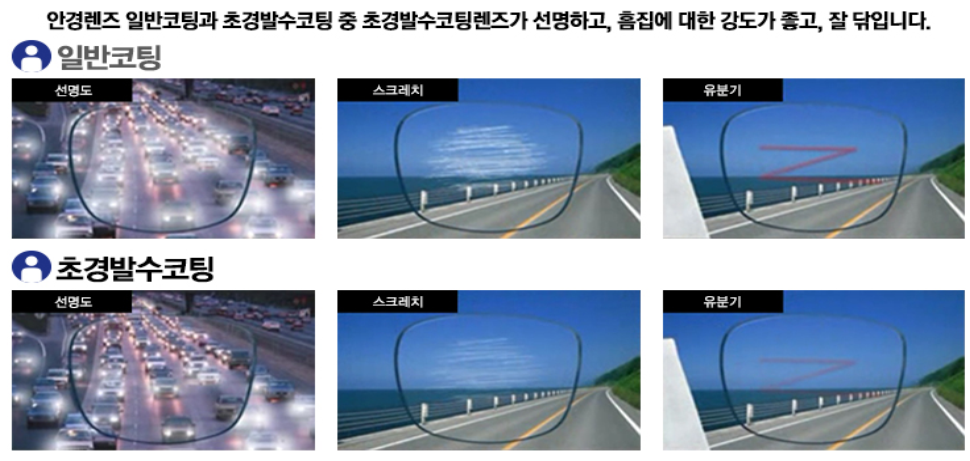 안경렌즈 일반코팅과 초경발수코팅 중 초경발수코팅렌즈가 선명하고, 흠집에 대한 강도가 좋고, 잘 닦입니다.
일반코팅
선명도
스크레치
유분기
초경발수코팅
선명도
스크레치
유분기